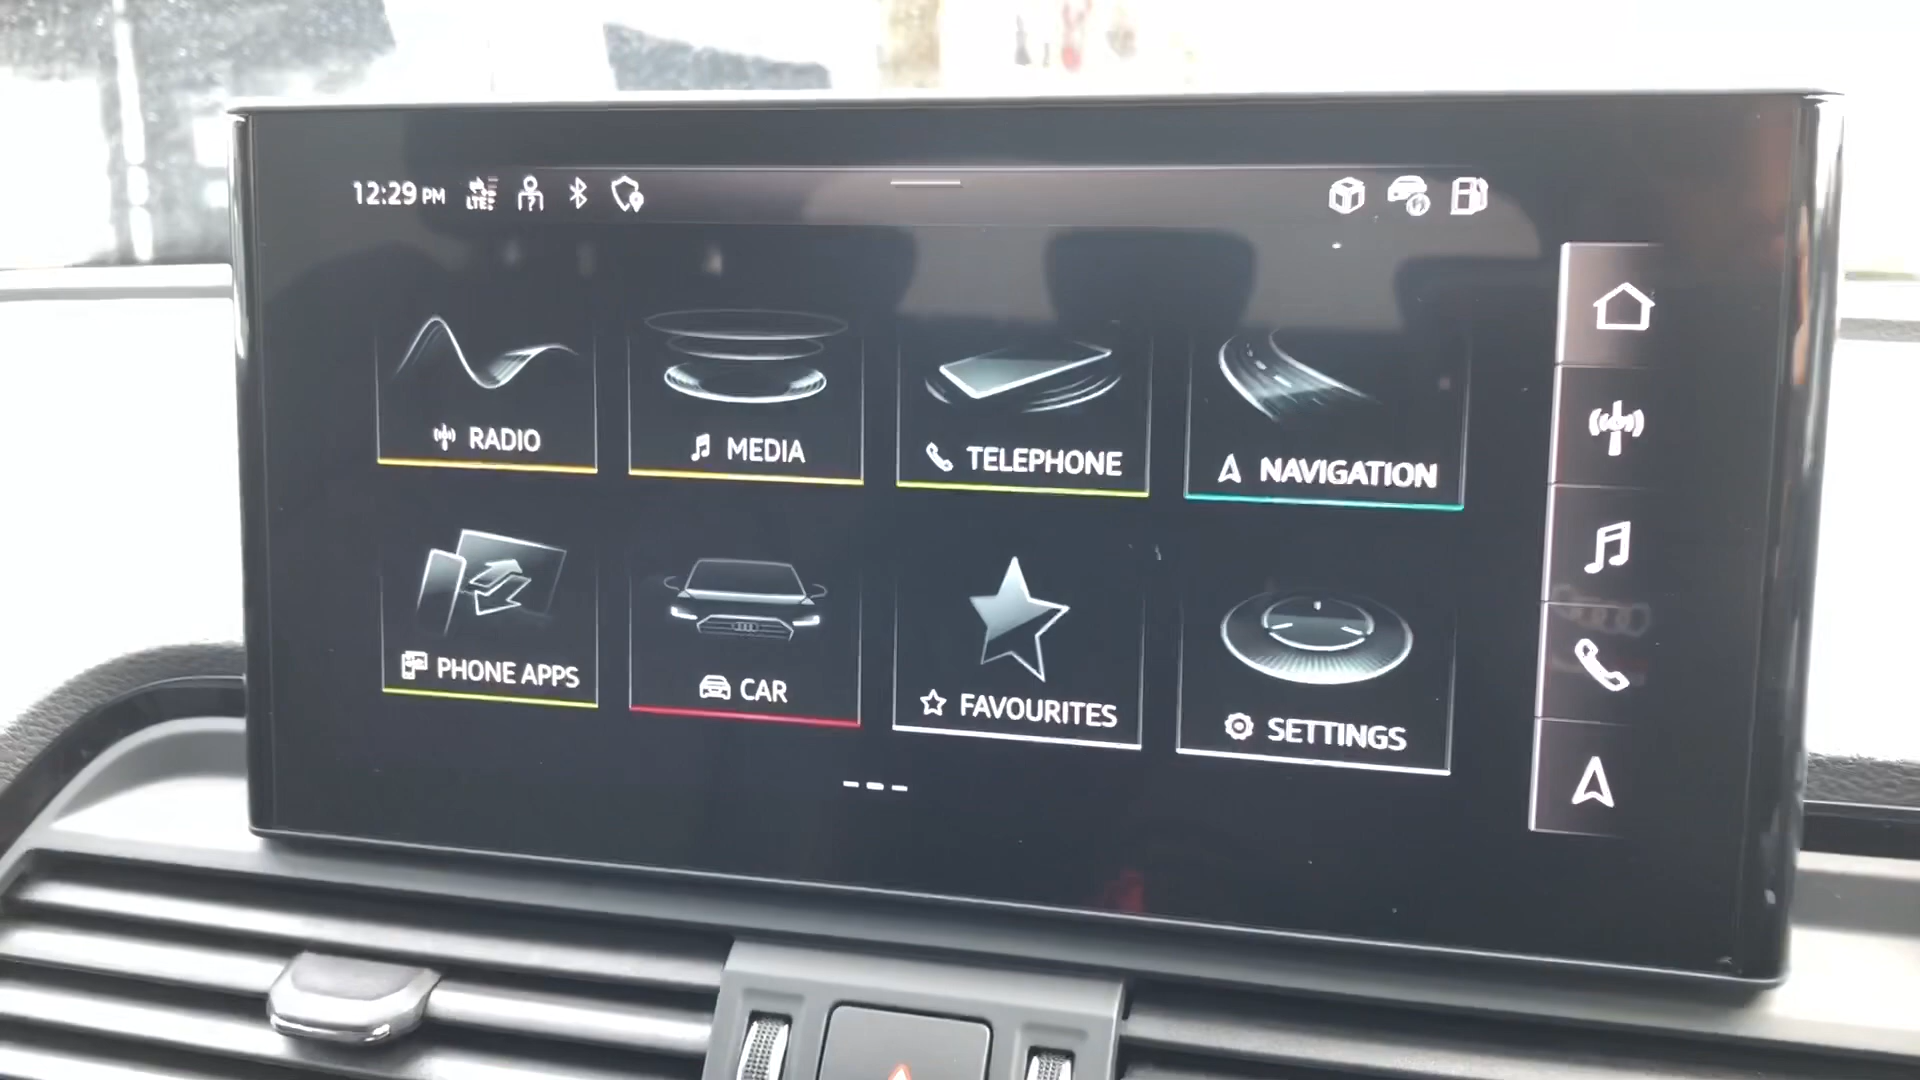 12:29 PM LTE
RADIO
MEDIA
TELEPHONE
NAVIGATION
PHONE APPS
CAR
FAVOURITES
SETTINGS